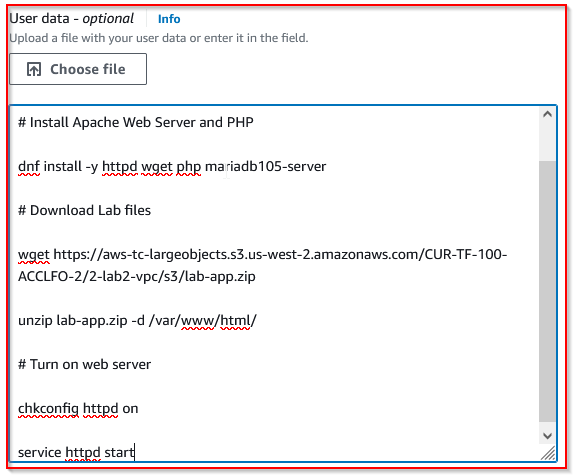 User data - optional Info
Upload a file with your user data or enter it in the field.
Choose file
# Install Apache Web Server and PHP
dnf install -y httpd wget php mariadb105-server
# Download Lab files
wget https://aws-tc-largeobjects.s3.us-west-2.amazonaws.com/CUR-TF-100-
ACCLFO-2/2-lab2-vpc/s3/lab-app.zip
unzip lab-app.zip -d /var/www/html/
# Turn on web server
chkconfig httpd on
service httpd start